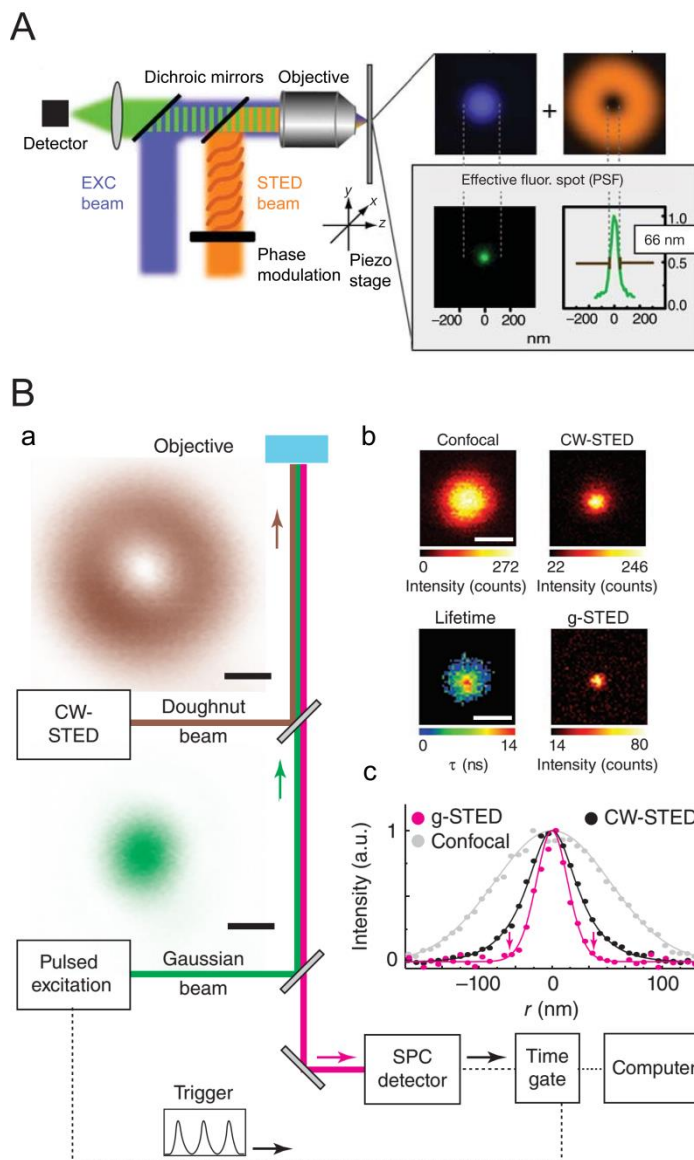 A
Dichroic mirrors
Objective
Detector
EXC
beam
STED
beam
Phase
modulation
y
x
z
Piezo
stage
+
Effective fluor. spot (PSF)
1.0
66 nm
0.5
0.0
−200 0 200
−200 0 200
nm
B
a
Objective
CW-
STED
Doughnut
beam
Pulsed
excitation
Gaussian
beam
Trigger
SPC
detector
Time
gate
Computer
b
Confocal
CW-STED
0 272
22 246
Intensity (counts)
Intensity (counts)
Lifetime
g-STED
0 14
14 80
τ (ns)
Intensity (counts)
c
g-STED
CW-STED
Confocal
Intensity (a.u.)
1
0
−100 0 100
r (nm)